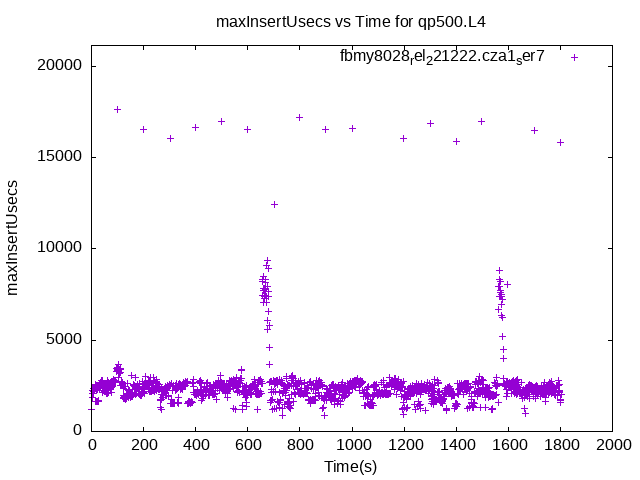 maxInsertUsecs vs Time for qp500.L4
fbmy8028rel221222.cza1ser7
maxInsertUsecs
20000
15000
10000
5000
0
0 200 400 600 800 1000 1200 1400 1600 1800 2000
Time(s)